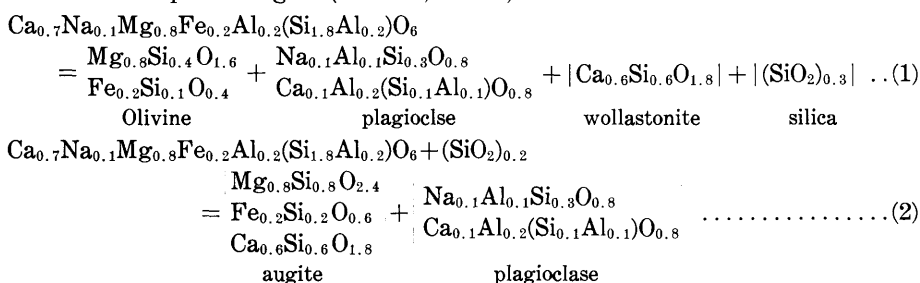 Ca₀.₇Na₀.₁Mg₀.₈Fe₀.₂Al₀.₂(Si₁.₈Al₀.₂)O₆
Mg₀.₈Si₀.₄O₁.₆ Na₀.₁Al₀.₁Si₀.₃O₀.₈
= + + |Ca₀.₆Si₀.₆O₁.₈| + |(SiO₂)₀.₃| ..(1)
Fe₀.₂Si₀.₁O₀.₄ Ca₀.₁Al₀.₂(Si₀.₁Al₀.₁)O₀.₈
Olivine plagioclse wollastonite silica
Ca₀.₇Na₀.₁Mg₀.₈Fe₀.₂Al₀.₂(Si₁.₈Al₀.₂)O₆+(SiO₂)₀.₂
Mg₀.₈Si₀.₈O₂.₄
Na₀.₁Al₀.₁Si₀.₃O₀.₈
= Fe₀.₂Si₀.₂O₀.₆ + ................(2)
Ca₀.₁Al₀.₂(Si₀.₁Al₀.₁)O₀.₈
Ca₀.₆Si₀.₆O₁.₈
augite plagioclase